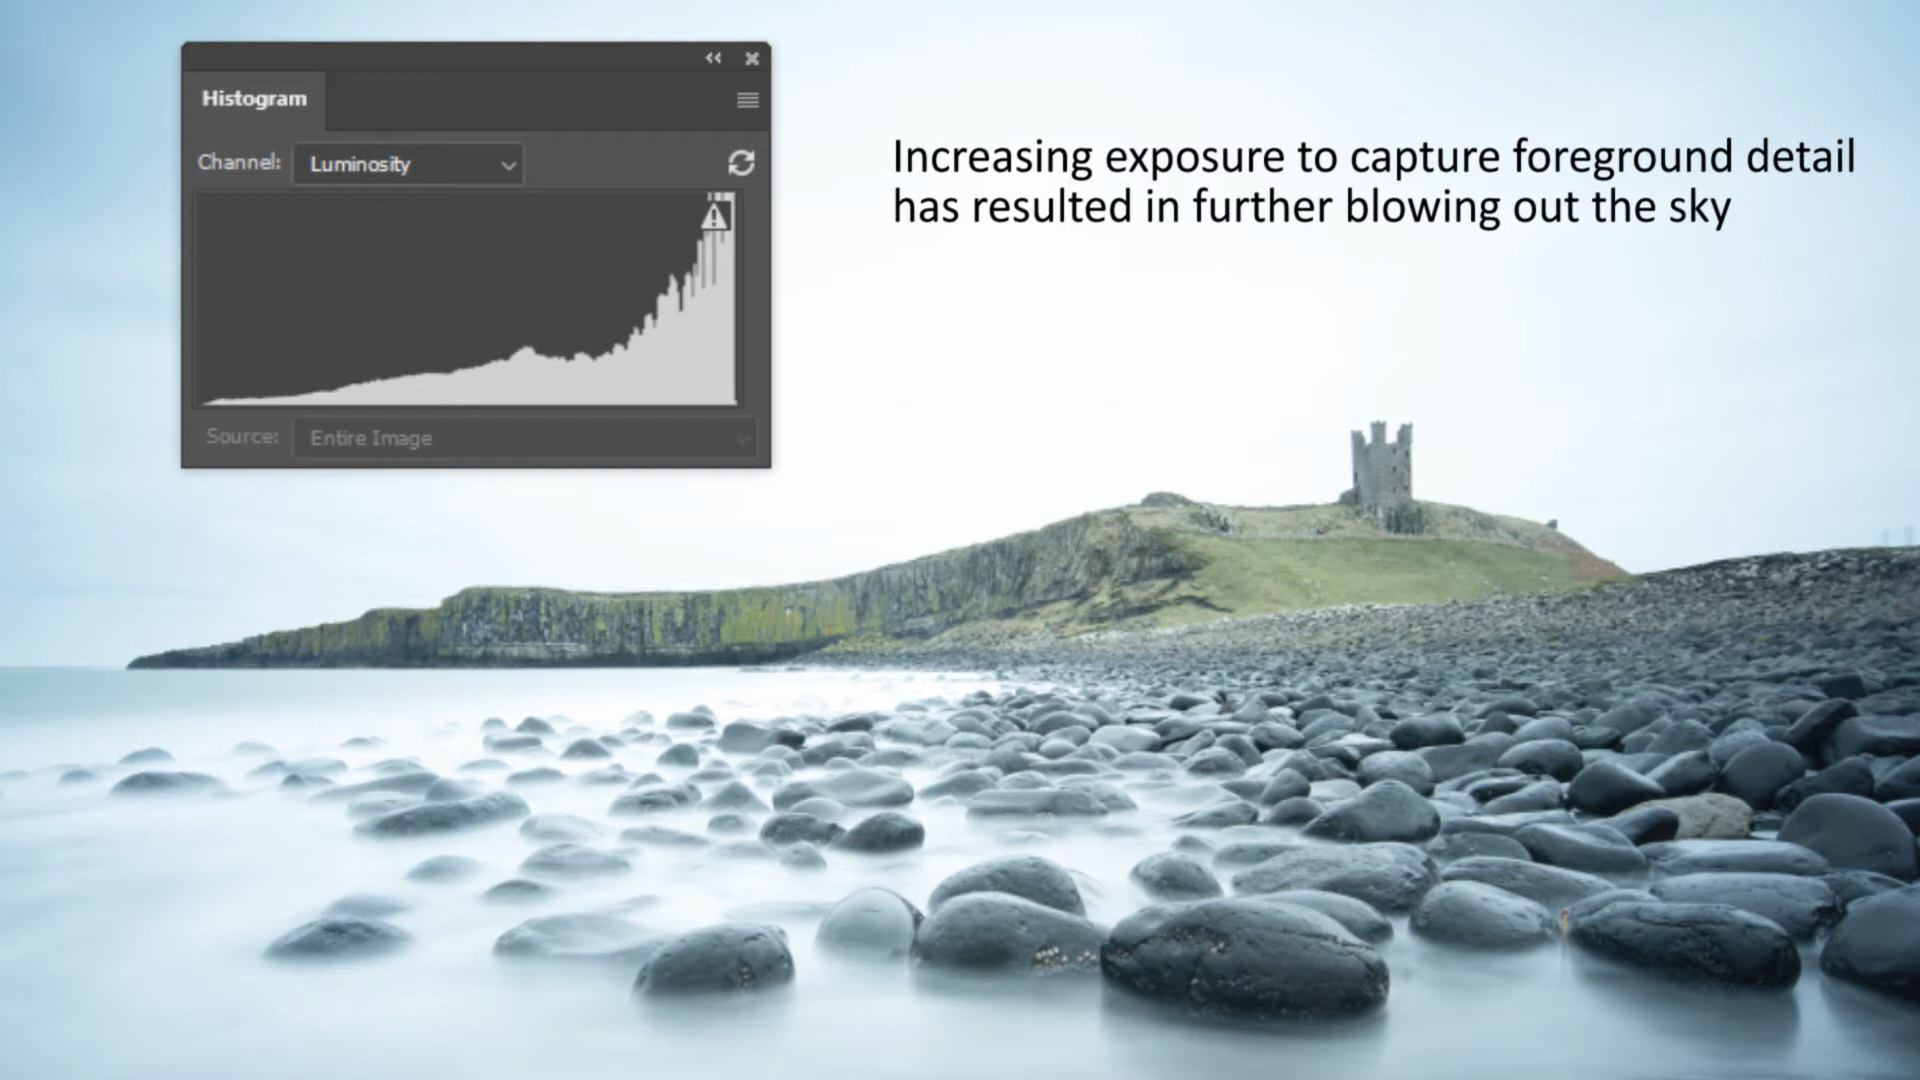 Histogram
Channel: Luminosity
Source: Entire Image
Increasing exposure to capture foreground detail
has resulted in further blowing out the sky